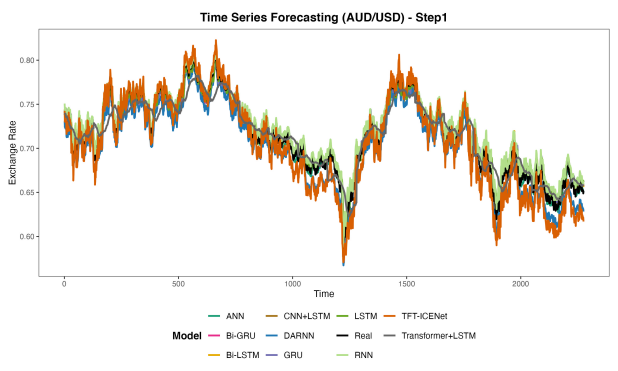 Time Series Forecasting (AUD/USD) - Step1
Exchange Rate
0.80
0.75
0.70
0.65
0.60
0 500 1000 1500 2000
Time
Model
ANN CNN+LSTM LSTM TFT-ICENet
Bi-GRU DARNN Real Transformer+LSTM
Bi-LSTM GRU RNN